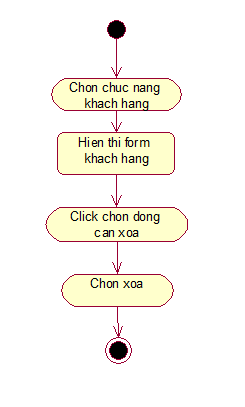 Chon chuc nang
khach hang
Hien thi form
khach hang
Click chon dong
can xoa
Chon xoa